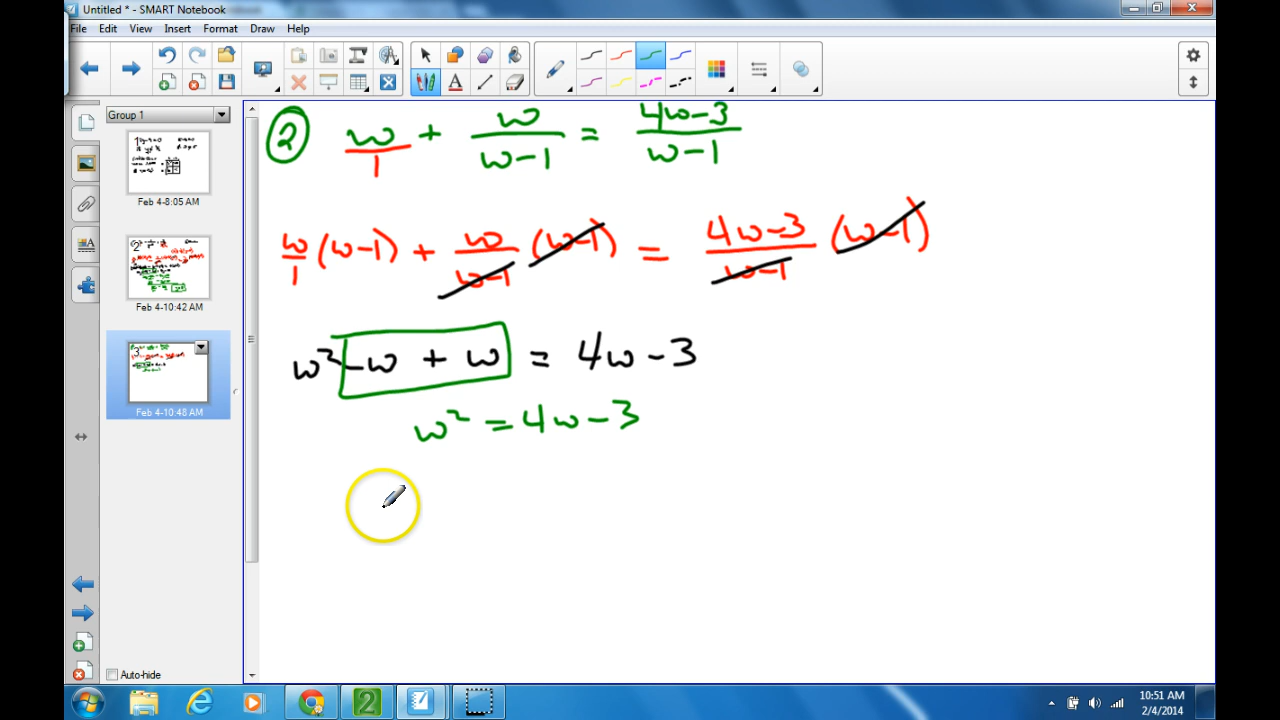 Untitled * - SMART Notebook
File Edit View Insert Format Draw Help
Group 1
Feb 4-8:05 AM
Feb 4-10:42 AM
Feb 4-10:48 AM
Auto-hide
② w/1 + w/(w-1) = (4w-3)/(w-1)
w/1 (w-1) + w/(w-1) (w-1) = (4w-3)/(w-1) (w-1)
w² - w + w = 4w - 3
w² = 4w - 3
10:51 AM
2/4/2014